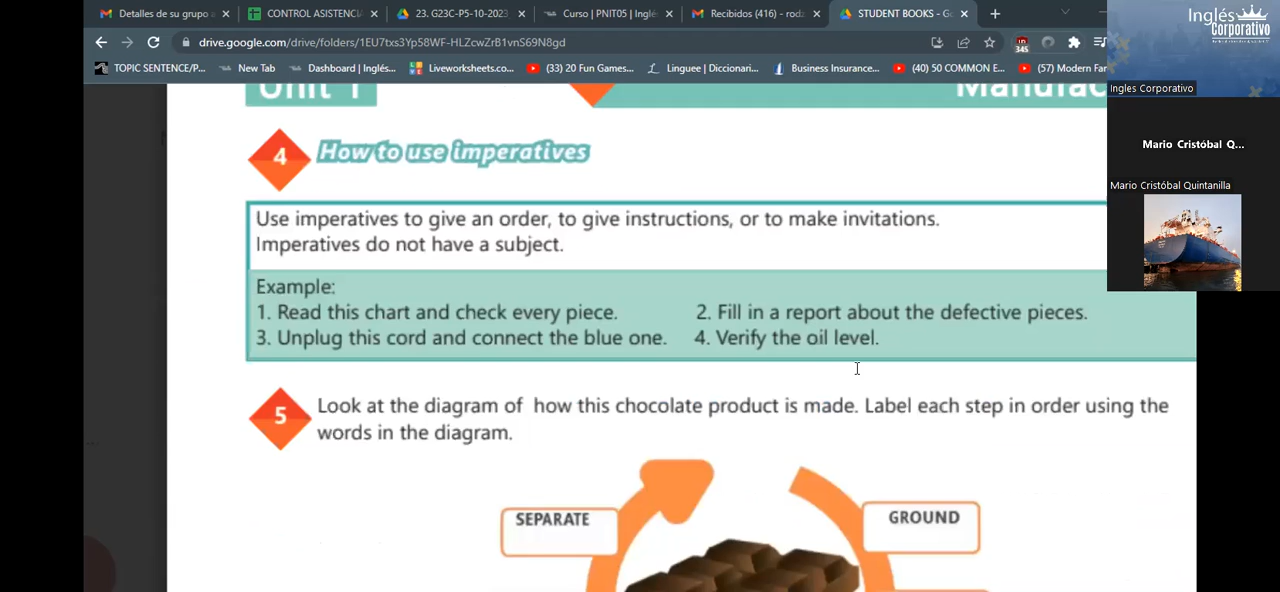 Detalles de su grupo
CONTROL ASISTENCI
23. G23C-P5-10-2023
Curso | PNIT05 | Inglé
Recibidos (416) - rod
STUDENT BOOKS - G
drive.google.com/drive/folders/1EU7txs3Yp58WF-HLZcwZrB1vnS69N8gd
345
TOPIC SENTENCE/P...
New Tab
Dashboard | Inglés...
Liveworksheets.co...
(33) 20 Fun Games...
Linguee | Diccionari...
Business Insurance...
(40) 50 COMMON E...
(57) Modern Far
Inglés
Corporativo
Ingles Corporativo
Mario Cristóbal Q...
Mario Cristóbal Quintanilla
Unit 1
Manufac
4
How to use imperatives
Use imperatives to give an order, to give instructions, or to make invitations.
Imperatives do not have a subject.
Example:
1. Read this chart and check every piece.
2. Fill in a report about the defective pieces.
3. Unplug this cord and connect the blue one.
4. Verify the oil level.
5
Look at the diagram of how this chocolate product is made. Label each step in order using the
words in the diagram.
SEPARATE
GROUND